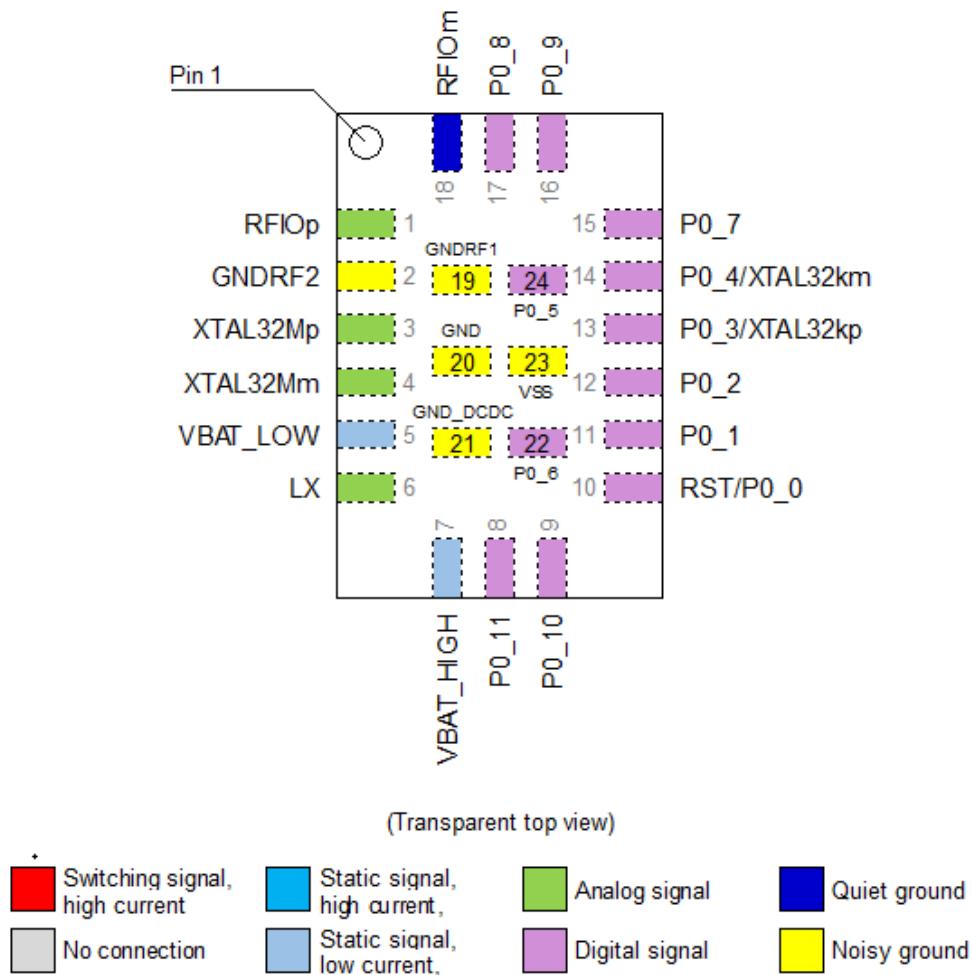 RFIOm
P0_8
P0_9
Pin 1
18
17
16
RFIOp 1
15 P0_7
GNDRF1
GNDRF2 2
19
24
14 P0_4/XTAL32km
P0_5
XTAL32Mp 3
GND
13 P0_3/XTAL32kp
20
23
XTAL32Mm 4
VSS
12 P0_2
GND_DCDC
VBAT_LOW 5
21
22
11 P0_1
P0_6
LX 6
10 RST/P0_0
7
8
9
VBAT_HIGH
P0_11
P0_10
(Transparent top view)
Switching signal,
high current
Static signal,
high current,
Analog signal
Quiet ground
No connection
Static signal,
low current,
Digital signal
Noisy ground